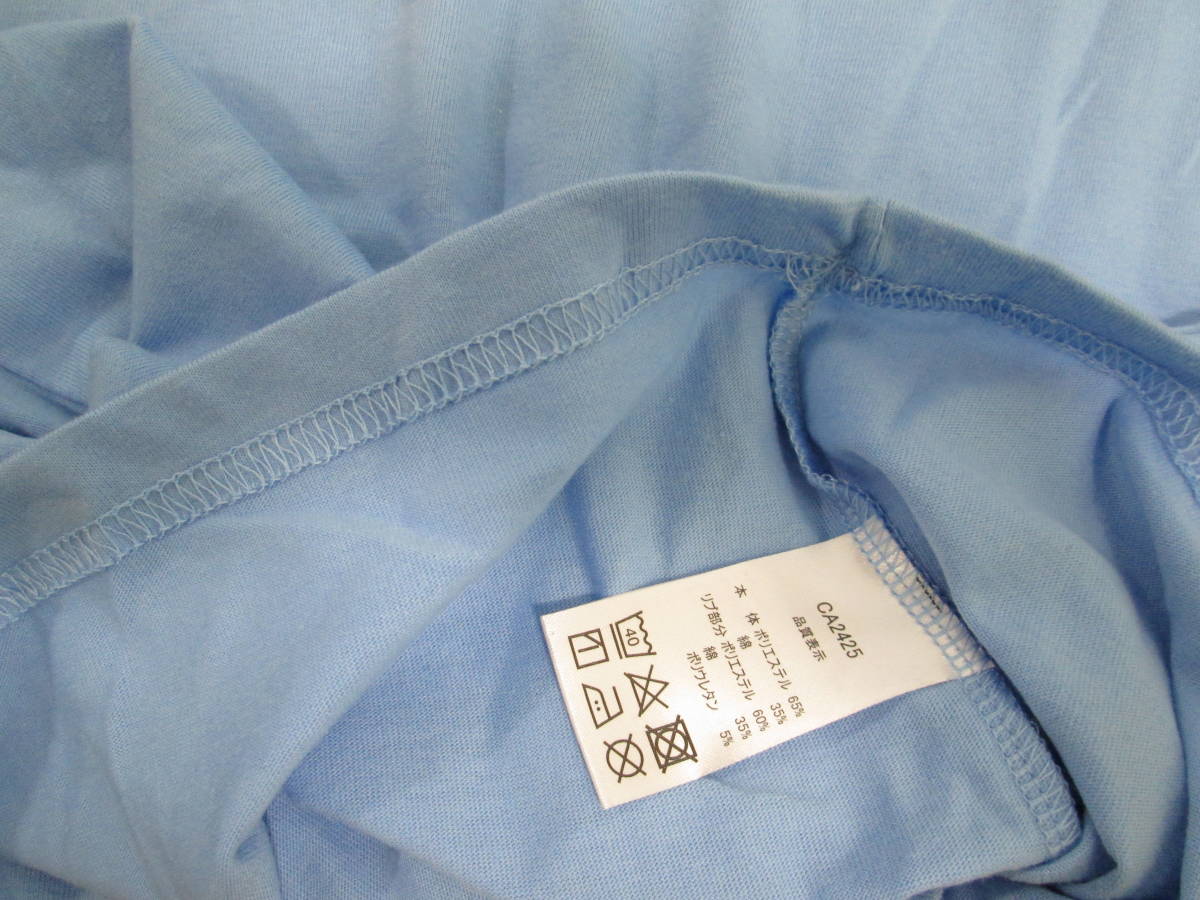 CA2425
品質表示
本 体 ポリエステル 65%
綿 35%
リブ部分 ポリエステル 60%
綿 35%
ポリウレタン 5%
40